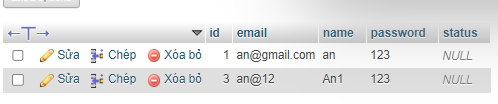 id email name password status
Sửa Chép Xóa bỏ 1 an@gmail.com an 123 NULL
Sửa Chép Xóa bỏ 3 an@12 An1 123 NULL